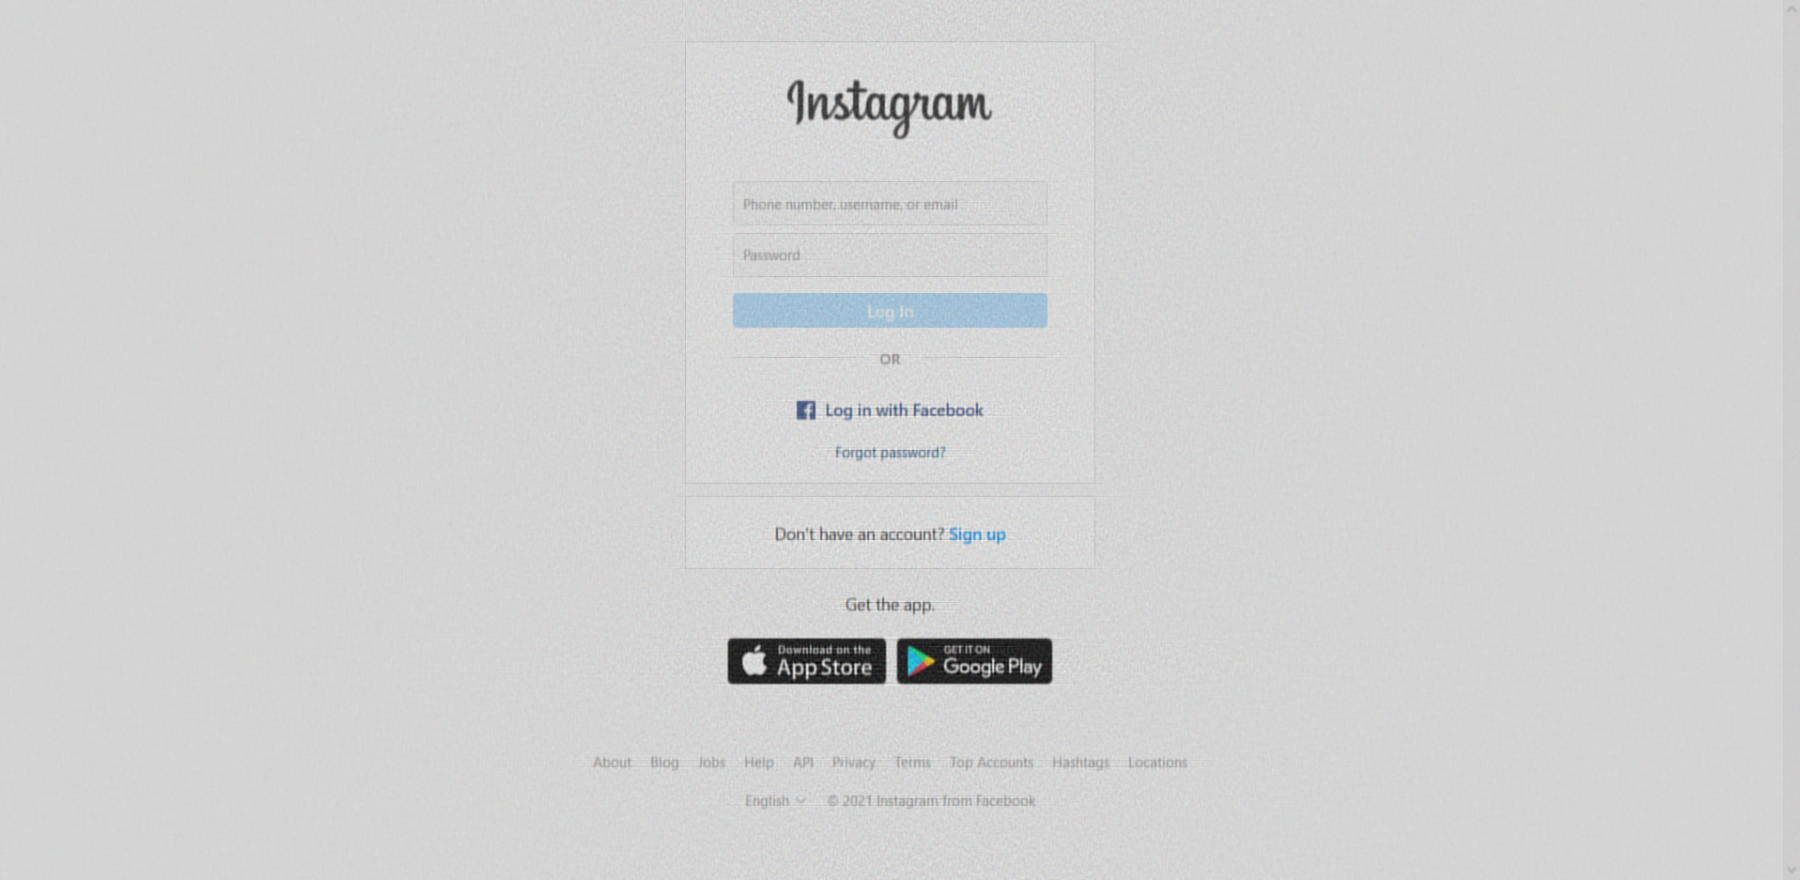 Instagram
Phone number, username, or email
Password
Log In
OR
Log in with Facebook
Forgot password?
Don't have an account? Sign up
Get the app.
Download on the
App Store
GET IT ON
Google Play
About Blog Jobs Help API Privacy Terms Top Accounts Hashtags Locations
English © 2021 Instagram from Facebook